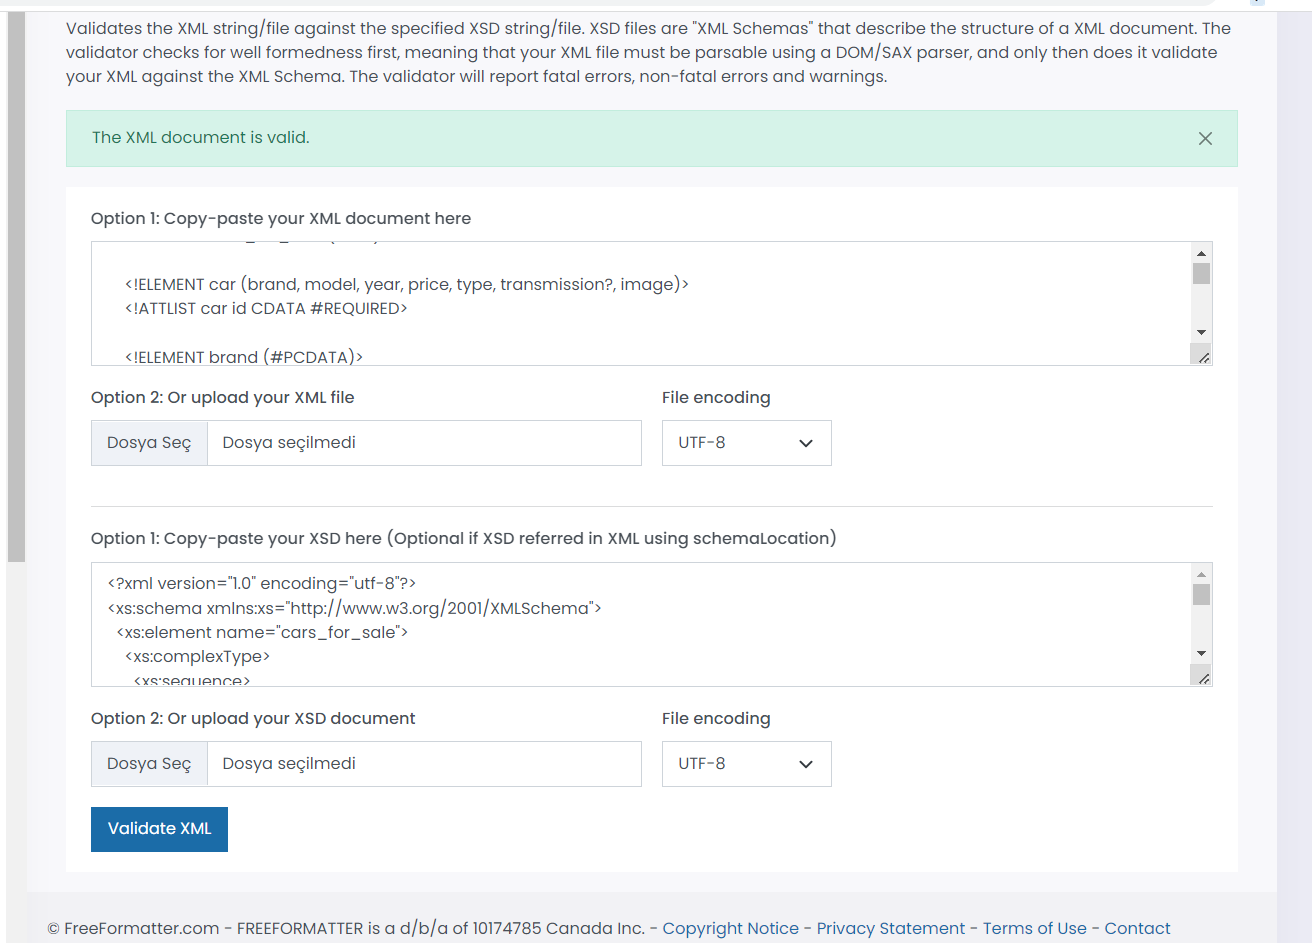 Validates the XML string/file against the specified XSD string/file. XSD files are "XML Schemas" that describe the structure of a XML document. The
validator checks for well formedness first, meaning that your XML file must be parsable using a DOM/SAX parser, and only then does it validate
your XML against the XML Schema. The validator will report fatal errors, non-fatal errors and warnings.
The XML document is valid.
Option 1: Copy-paste your XML document here
<!ELEMENT car (brand, model, year, price, type, transmission?, image)>
<!ATTLIST car id CDATA #REQUIRED>
<!ELEMENT brand (#PCDATA)>
Option 2: Or upload your XML file
File encoding
Dosya Seç
Dosya seçilmedi
UTF-8
Option 1: Copy-paste your XSD here (Optional if XSD referred in XML using schemaLocation)
<?xml version="1.0" encoding="utf-8"?>
<xs:schema xmlns:xs="http://www.w3.org/2001/XMLSchema">
<xs:element name="cars_for_sale">
<xs:complexType>
<xs:sequence>
Option 2: Or upload your XSD document
File encoding
Dosya Seç
Dosya seçilmedi
UTF-8
Validate XML
© FreeFormatter.com - FREEFORMATTER is a d/b/a of 10174785 Canada Inc. - Copyright Notice - Privacy Statement - Terms of Use - Contact